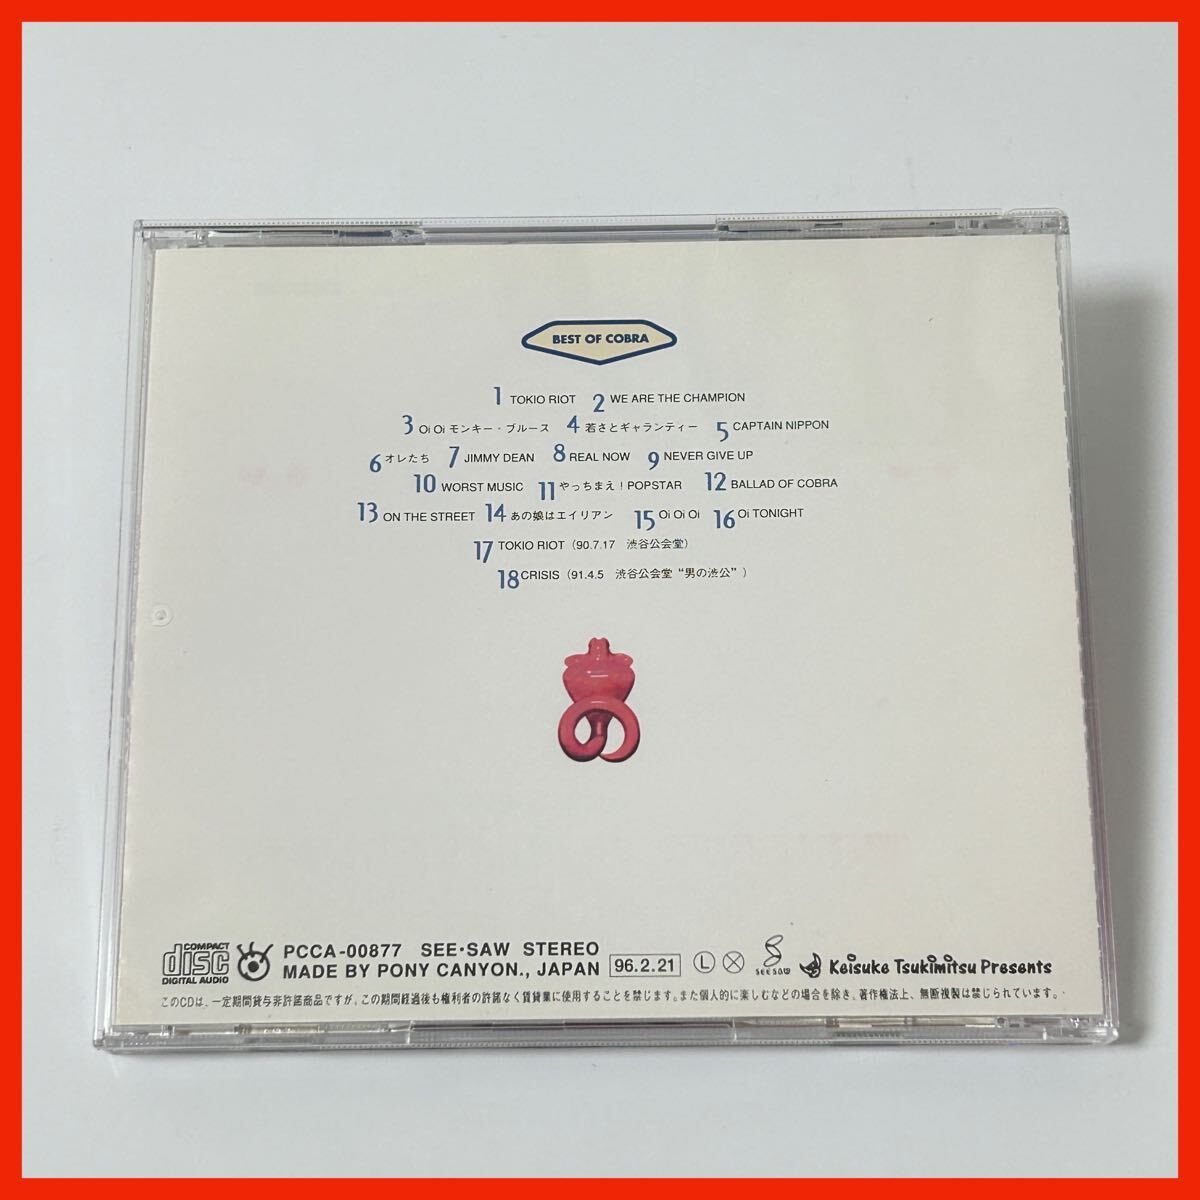 BEST OF COBRA
1 TOKIO RIOT 2 WE ARE THE CHAMPION
3 Oi Oi モンキー・ブルース 4 若さとギャランティー 5 CAPTAIN NIPPON
6 オレたち 7 JIMMY DEAN 8 REAL NOW 9 NEVER GIVE UP
10 WORST MUSIC 11 やっちまえ！POPSTAR 12 BALLAD OF COBRA
13 ON THE STREET 14 あの娘はエイリアン 15 Oi Oi Oi 16 Oi TONIGHT
17 TOKIO RIOT（90.7.17 渋谷公会堂）
18 CRISIS（91.4.5 渋谷公会堂“男の渋公”）
COMPACT disc DIGITAL AUDIO
PCCA-00877 SEE・SAW STEREO
MADE BY PONY CANYON., JAPAN 96.2.21 L SEE SAW Keisuke Tsukimitsu Presents
このCDは、一定期間貸与非許諾商品ですが、この期間経過後も権利者の許諾なく賃貸業に使用することを禁じます。また個人的に楽しむなどの場合を除き、著作権法上、無断複製は禁じられています。